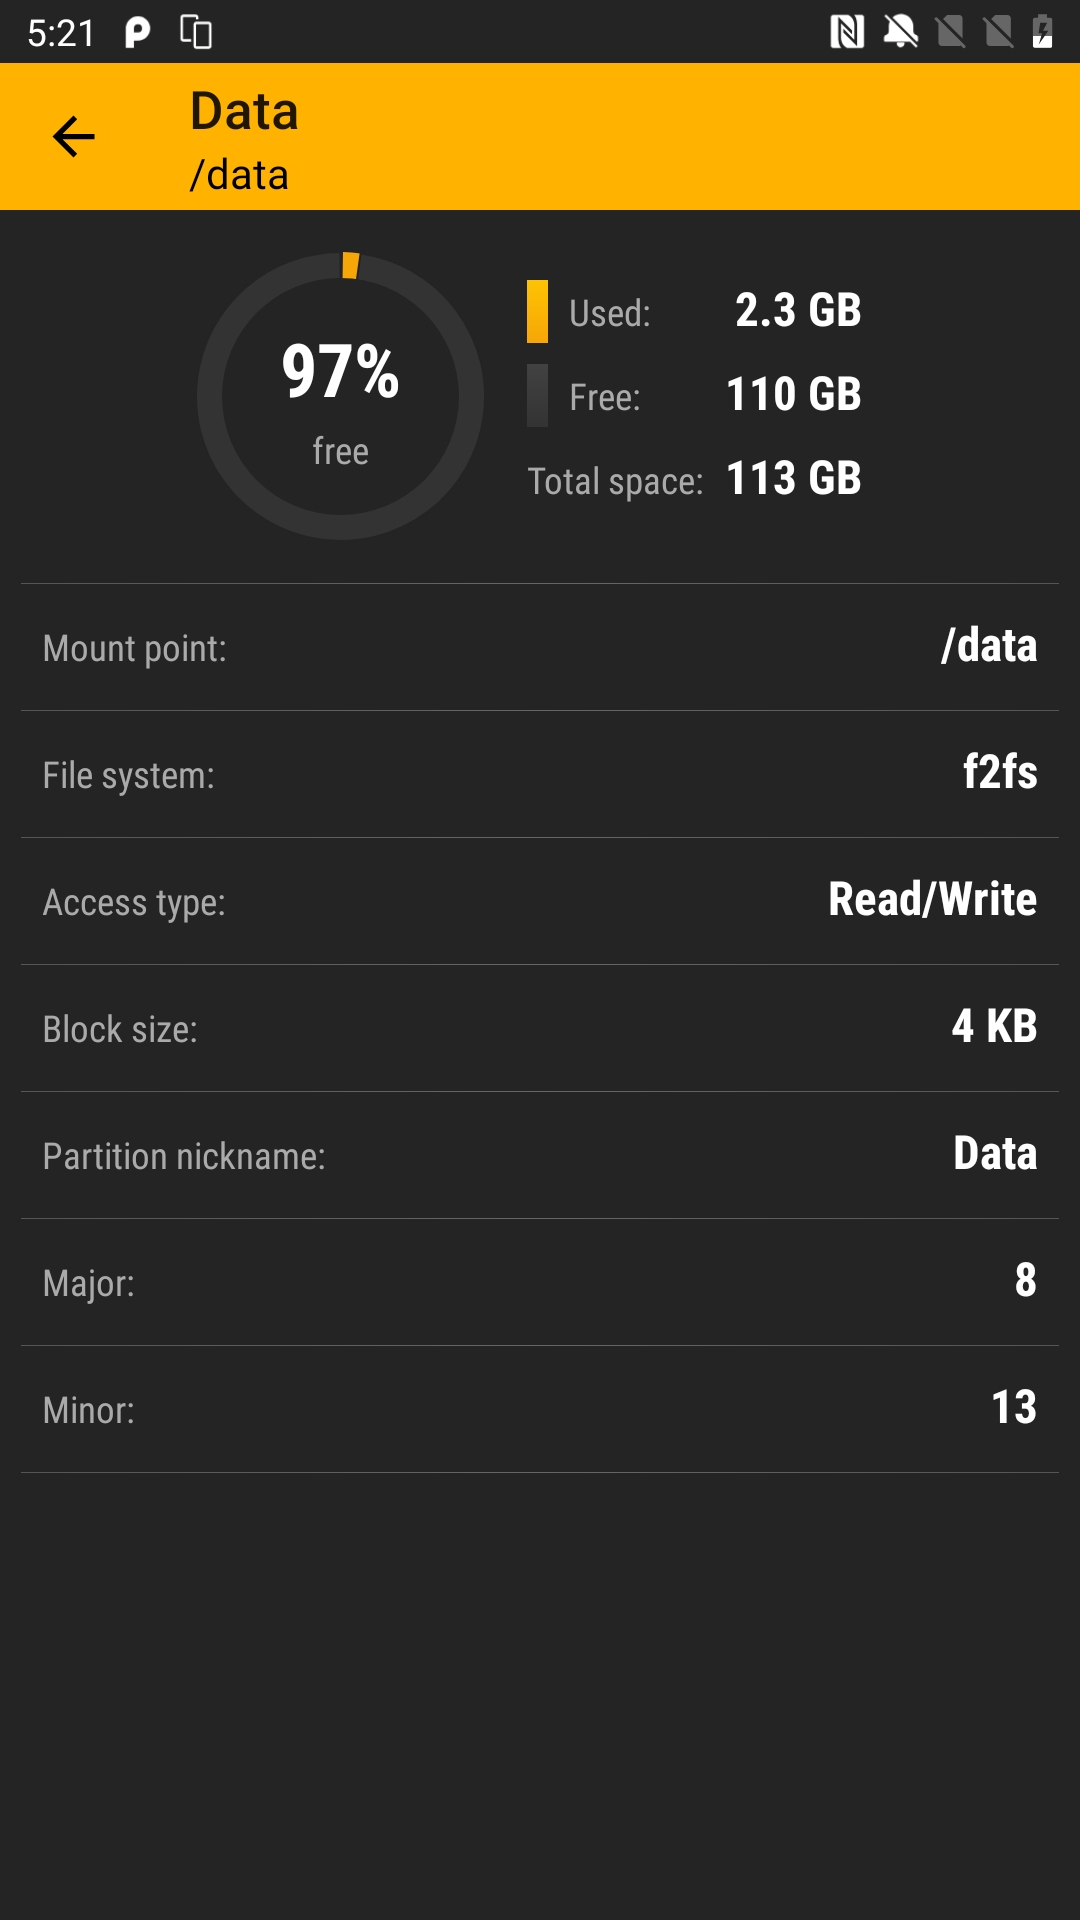 5:21
Data
/data
97%
free
Used: 2.3 GB
Free: 110 GB
Total space: 113 GB
Mount point: /data
File system: f2fs
Access type: Read/Write
Block size: 4 KB
Partition nickname: Data
Major: 8
Minor: 13